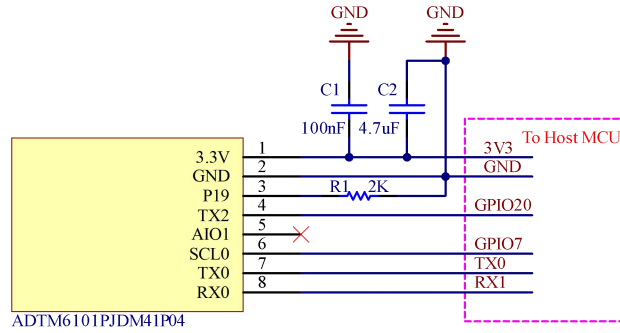 GND GND
C1 C2
100nF 4.7uF
To Host MCU
3.3V 1 3V3
GND 2 GND
P19 3 R1 2K
TX2 4 GPIO20
AIO1 5
SCL0 6 GPIO7
TX0 7 TX0
RX0 8 RX1
ADTM6101PJDM41P04